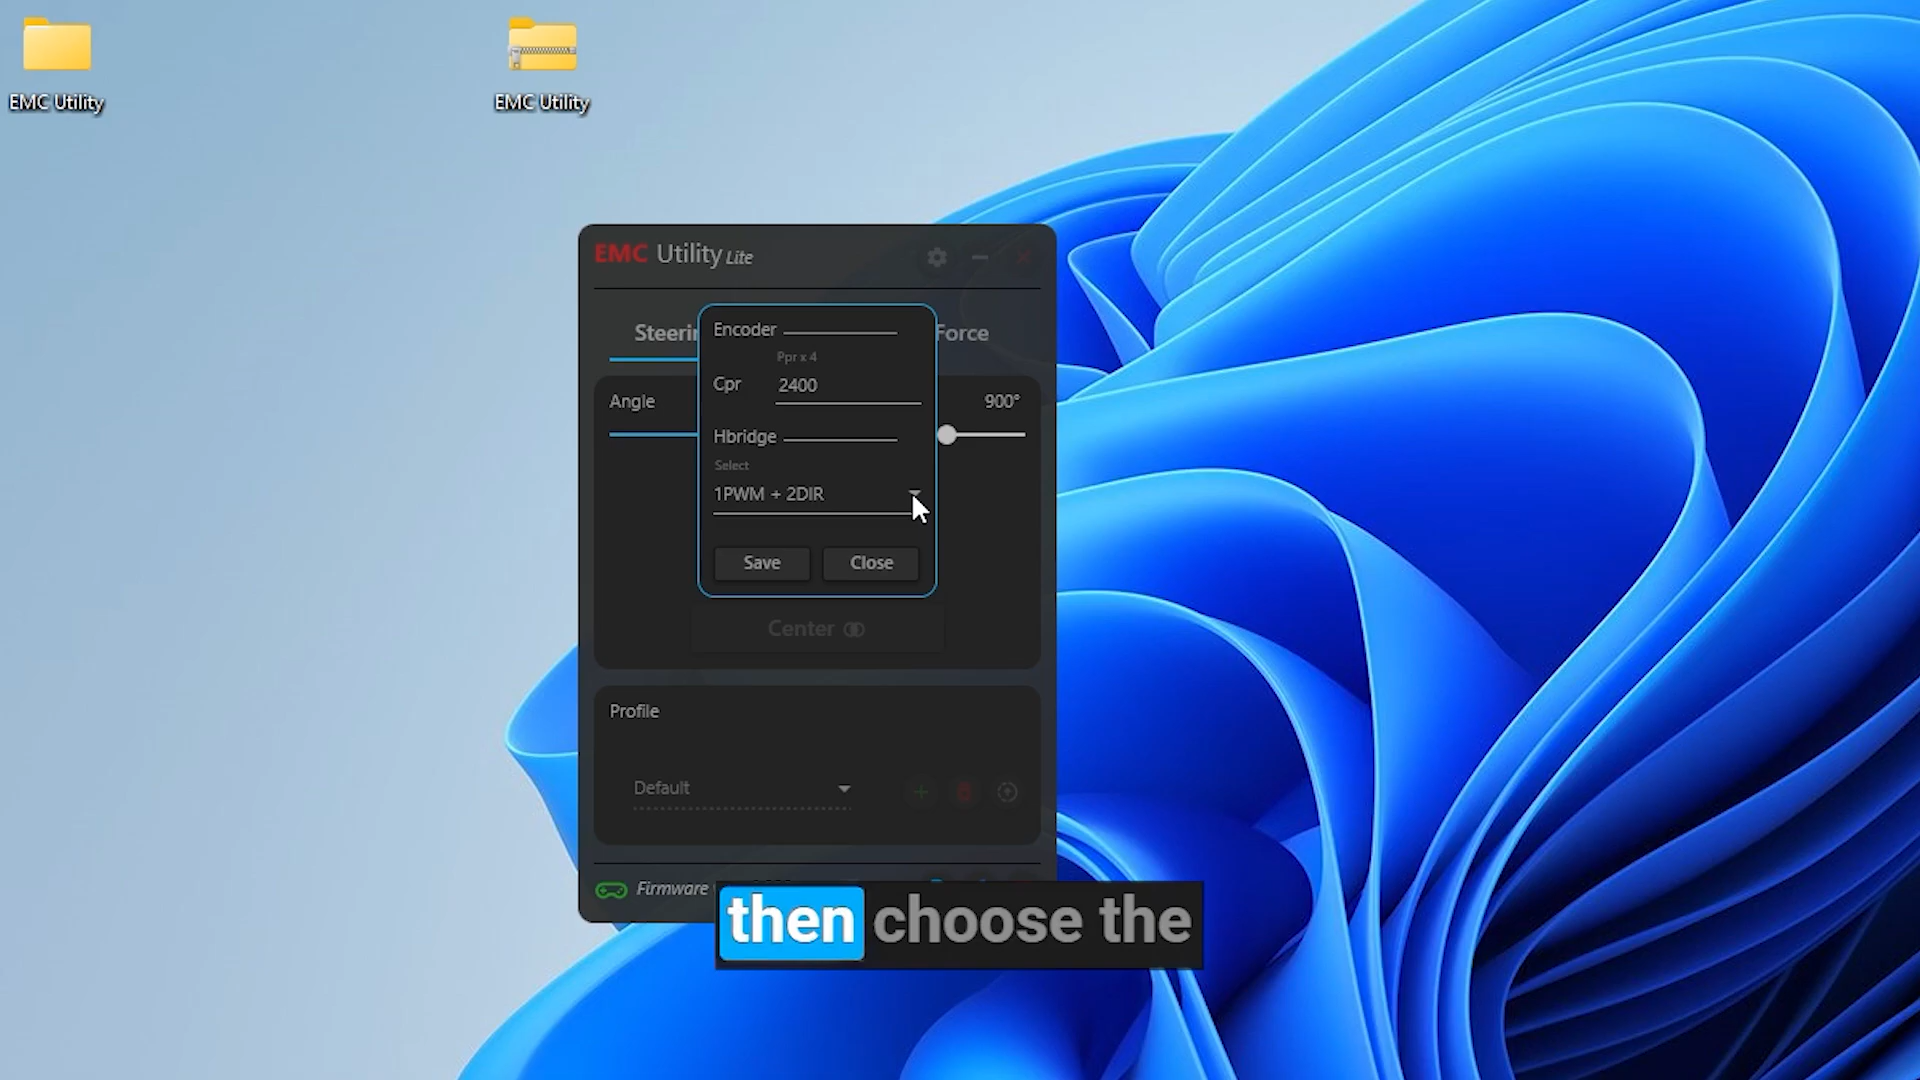 EMC Utility
EMC Utility
EMC Utility Lite
Steerin
Force
Encoder
Ppr x 4
Cpr 2400
Angle
900°
Hbridge
Select
1PWM + 2DIR
Save
Close
Center
Profile
Default
Firmware
then choose the